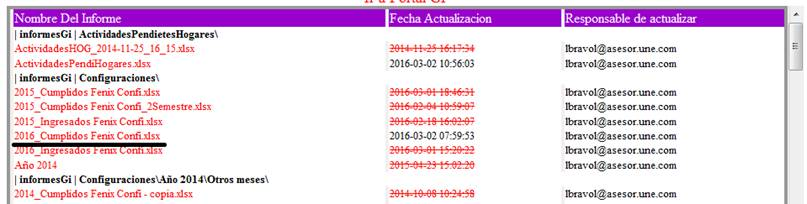 Ir a Portal GI
Nombre Del Informe Fecha Actualizacion Responsable de actualizar
| informesGi | ActividadesPendietesHogares\
ActividadesHOG_2014-11-25_16_15.xlsx 2014-11-25 16:17:34 lbravol@asesor.une.com
ActividadesPendiHogares.xlsx 2016-03-02 10:56:03 lbravol@asesor.une.com
| informesGi | Configuraciones\
2015_Cumplidos Fenix Confi.xlsx 2016-03-01 18:46:31 lbravol@asesor.une.com
2015_Cumplidos Fenix Confi_2Semestre.xlsx 2016-02-04 10:59:07 lbravol@asesor.une.com
2015_Ingresados Fenix Confi.xlsx 2016-02-18 16:02:07 lbravol@asesor.une.com
2016_Cumplidos Fenix Confi.xlsx 2016-03-02 07:59:53 lbravol@asesor.une.com
2016_Ingresados Fenix Confi.xlsx 2016-03-01 15:20:22 lbravol@asesor.une.com
Año 2014 2015-04-23 15:02:20 lbravol@asesor.une.com
| informesGi | Configuraciones\Año 2014\Otros meses\
2014_Cumplidos Fenix Confi - copia.xlsx 2014-10-08 10:24:58 lbravol@asesor.une.com